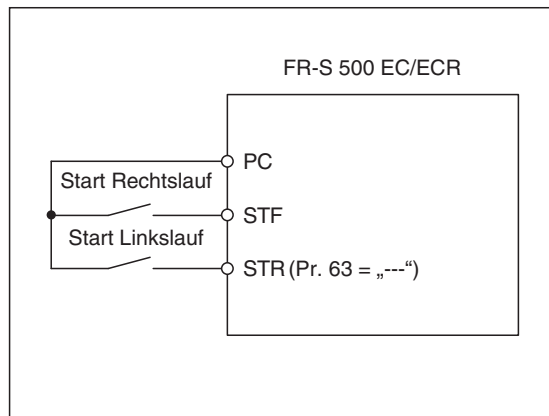 FR-S 500 EC/ECR
PC
Start Rechtslauf
STF
Start Linkslauf
STR (Pr. 63 = „---“)